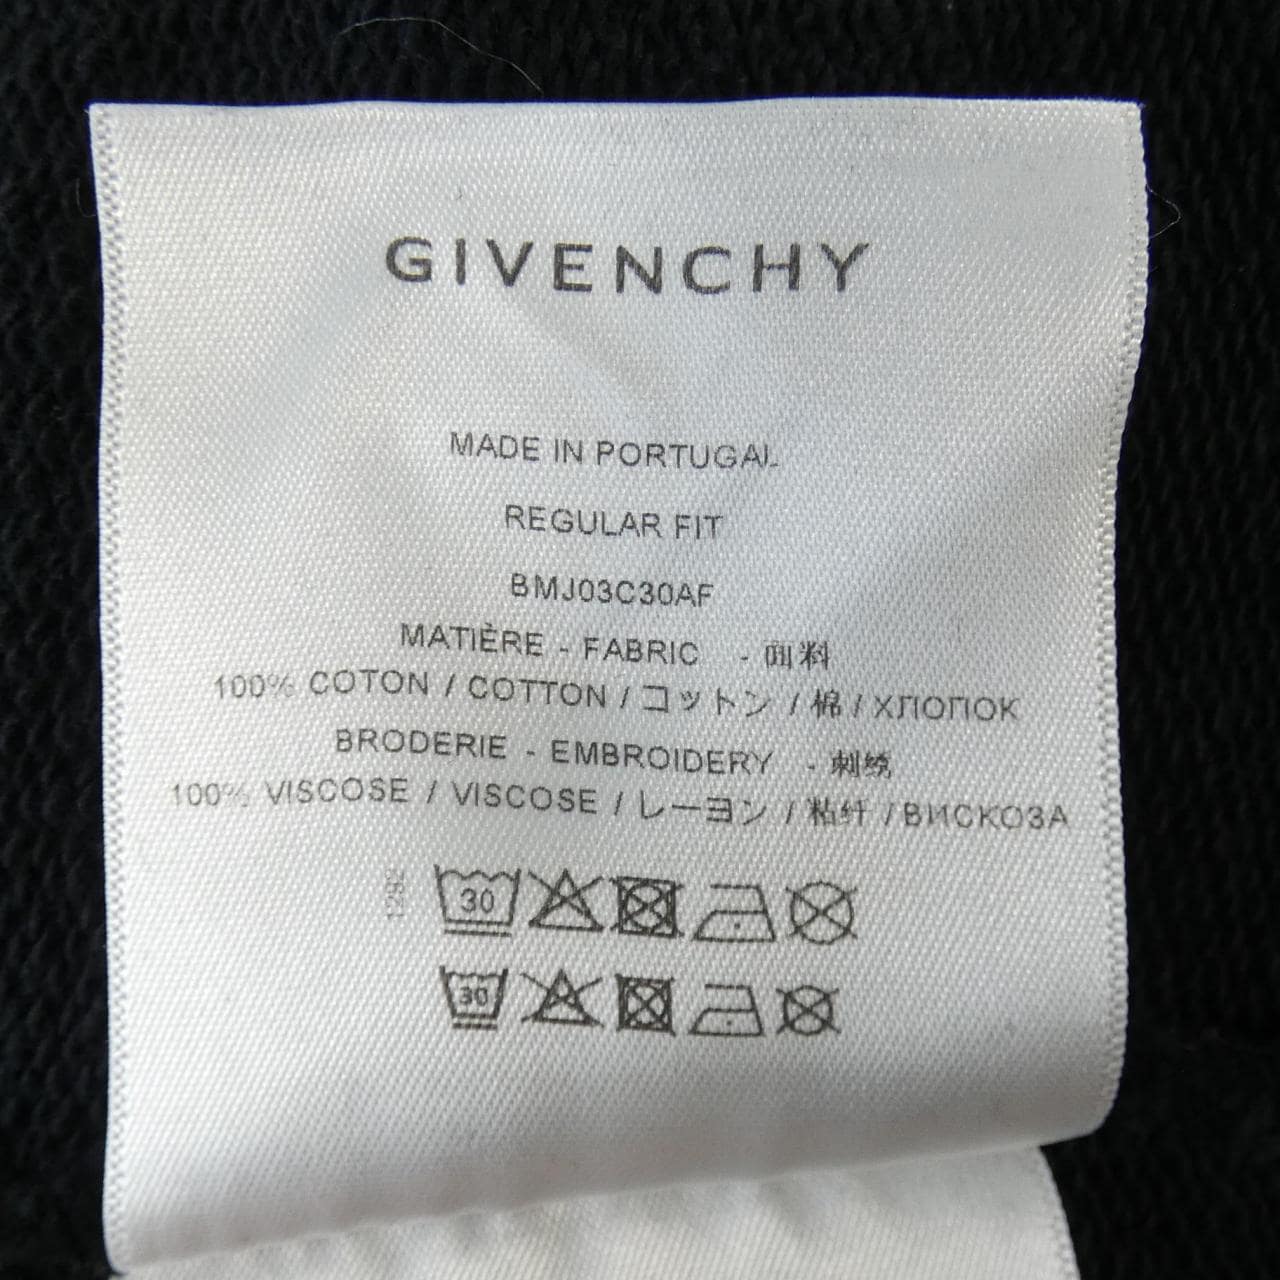 GIVENCHY
MADE IN PORTUGAL
REGULAR FIT
BMJ03C30AF
MATIÈRE - FABRIC - 面料
100% COTON / COTTON / コットン / 棉 / ХЛОПОК
BRODERIE - EMBROIDERY - 刺绣
100% VISCOSE / VISCOSE / レーヨン / 粘纤 / ВИСКОЗА
1292
30
30